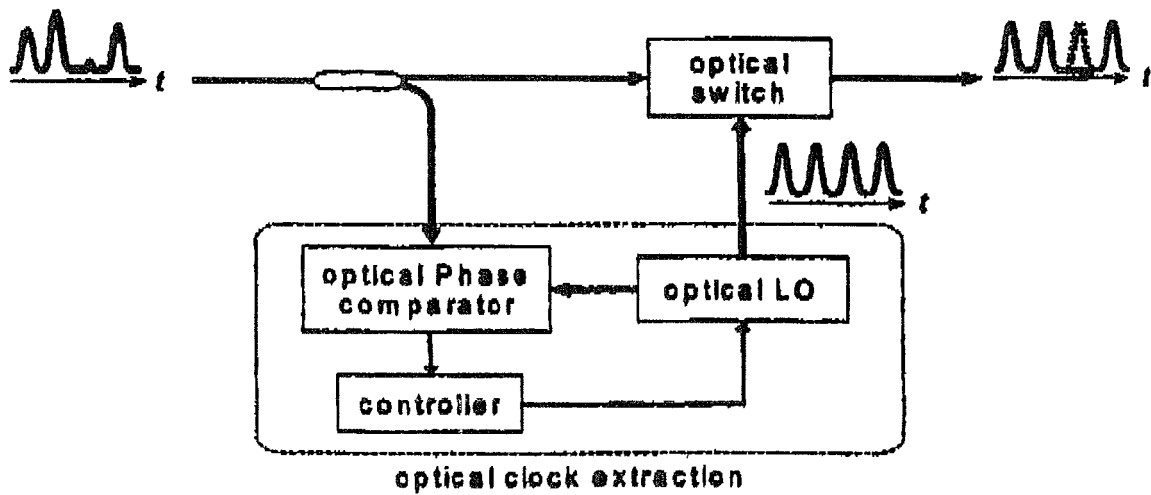 t
optical
switch
t
t
optical Phase
comparator
optical LO
controller
optical clock extraction